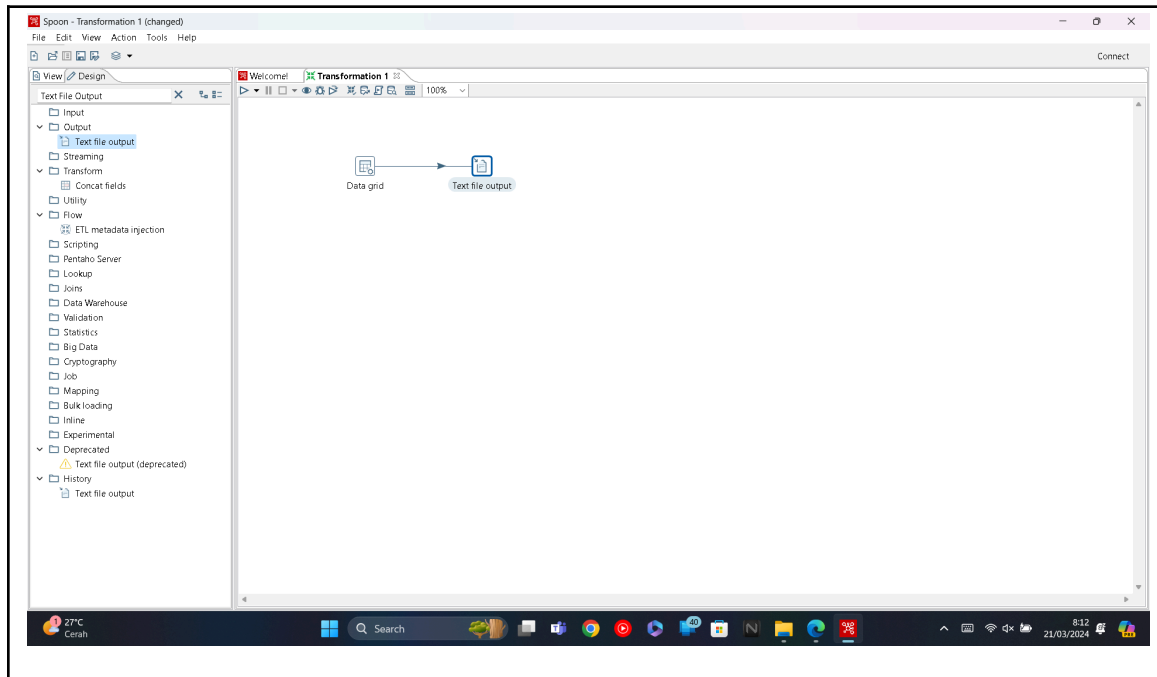 Spoon - Transformation 1 (changed)
File Edit View Action Tools Help
Connect
View Design
Welcome! Transformation 1
Text File Output
100%
Input
Output
Text file output
Streaming
Transform
Concat fields
Utility
Flow
ETL metadata injection
Scripting
Pentaho Server
Lookup
Joins
Data Warehouse
Validation
Statistics
Big Data
Cryptography
Job
Mapping
Bulk loading
Inline
Experimental
Deprecated
Text file output (deprecated)
History
Text file output
Data grid
Text file output
1
27°C
Cerah
Search
40
8:12
21/03/2024